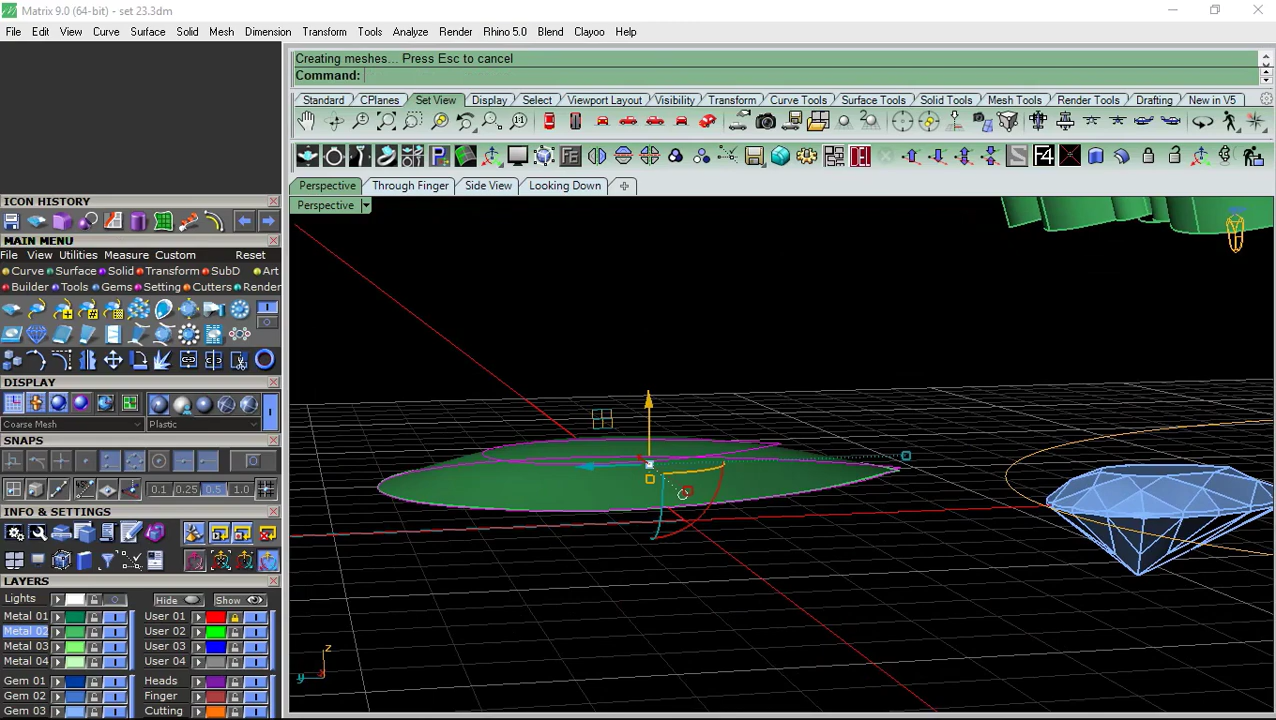 Matrix 9.0 (64-bit) - set 23.3dm
File Edit View Curve Surface Solid Mesh Dimension Transform Tools Analyze Render Rhino 5.0 Blend Clayoo Help
Creating meshes... Press Esc to cancel
Command:
Standard CPlanes Set View Display Select Viewport Layout Visibility Transform Curve Tools Surface Tools Solid Tools Mesh Tools Render Tools Drafting New in V5
Perspective Through Finger Side View Looking Down
Perspective
ICON HISTORY
MAIN MENU
File View Utilities Measure Custom Reset
Curve Surface Solid Transform SubD Art
Builder Tools Gems Setting Cutters Render
DISPLAY
Coarse Mesh Plastic
SNAPS
0.1 0.25 0.5 1.0
INFO & SETTINGS
LAYERS
Lights Hide Show
Metal 01 User 01
Metal 02 User 02
Metal 03 User 03
Metal 04 User 04
Gem 01 Heads
Gem 02 Finger
Gem 03 Cutting
z
y